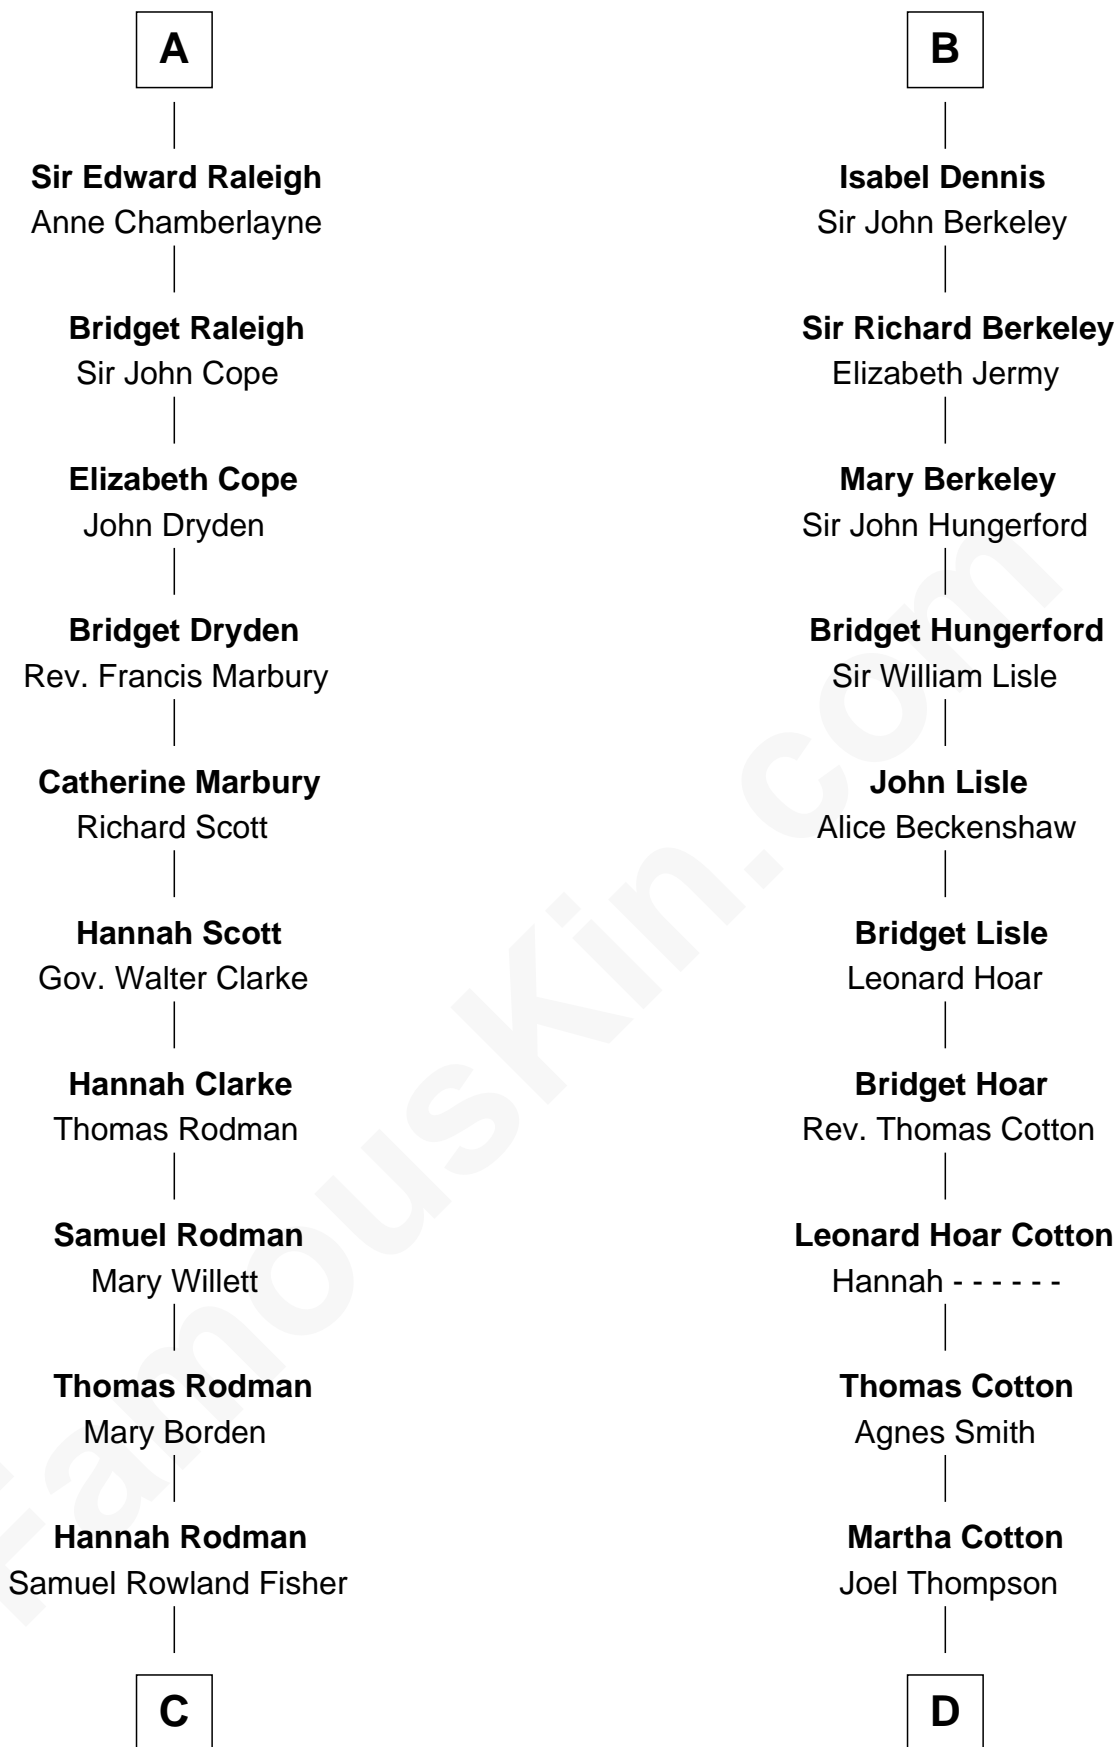 A
Sir Edward Raleigh
Anne Chamberlayne
Bridget Raleigh
Sir John Cope
Elizabeth Cope
John Dryden
Bridget Dryden
Rev. Francis Marbury
Catherine Marbury
Richard Scott
Hannah Scott
Gov. Walter Clarke
Hannah Clarke
Thomas Rodman
Samuel Rodman
Mary Willett
Thomas Rodman
Mary Borden
Hannah Rodman
Samuel Rowland Fisher
C
B
Isabel Dennis
Sir John Berkeley
Sir Richard Berkeley
Elizabeth Jermy
Mary Berkeley
Sir John Hungerford
Bridget Hungerford
Sir William Lisle
John Lisle
Alice Beckenshaw
Bridget Lisle
Leonard Hoar
Bridget Hoar
Rev. Thomas Cotton
Leonard Hoar Cotton
Hannah - - - - - -
Thomas Cotton
Agnes Smith
Martha Cotton
Joel Thompson
D
FamousKin.com